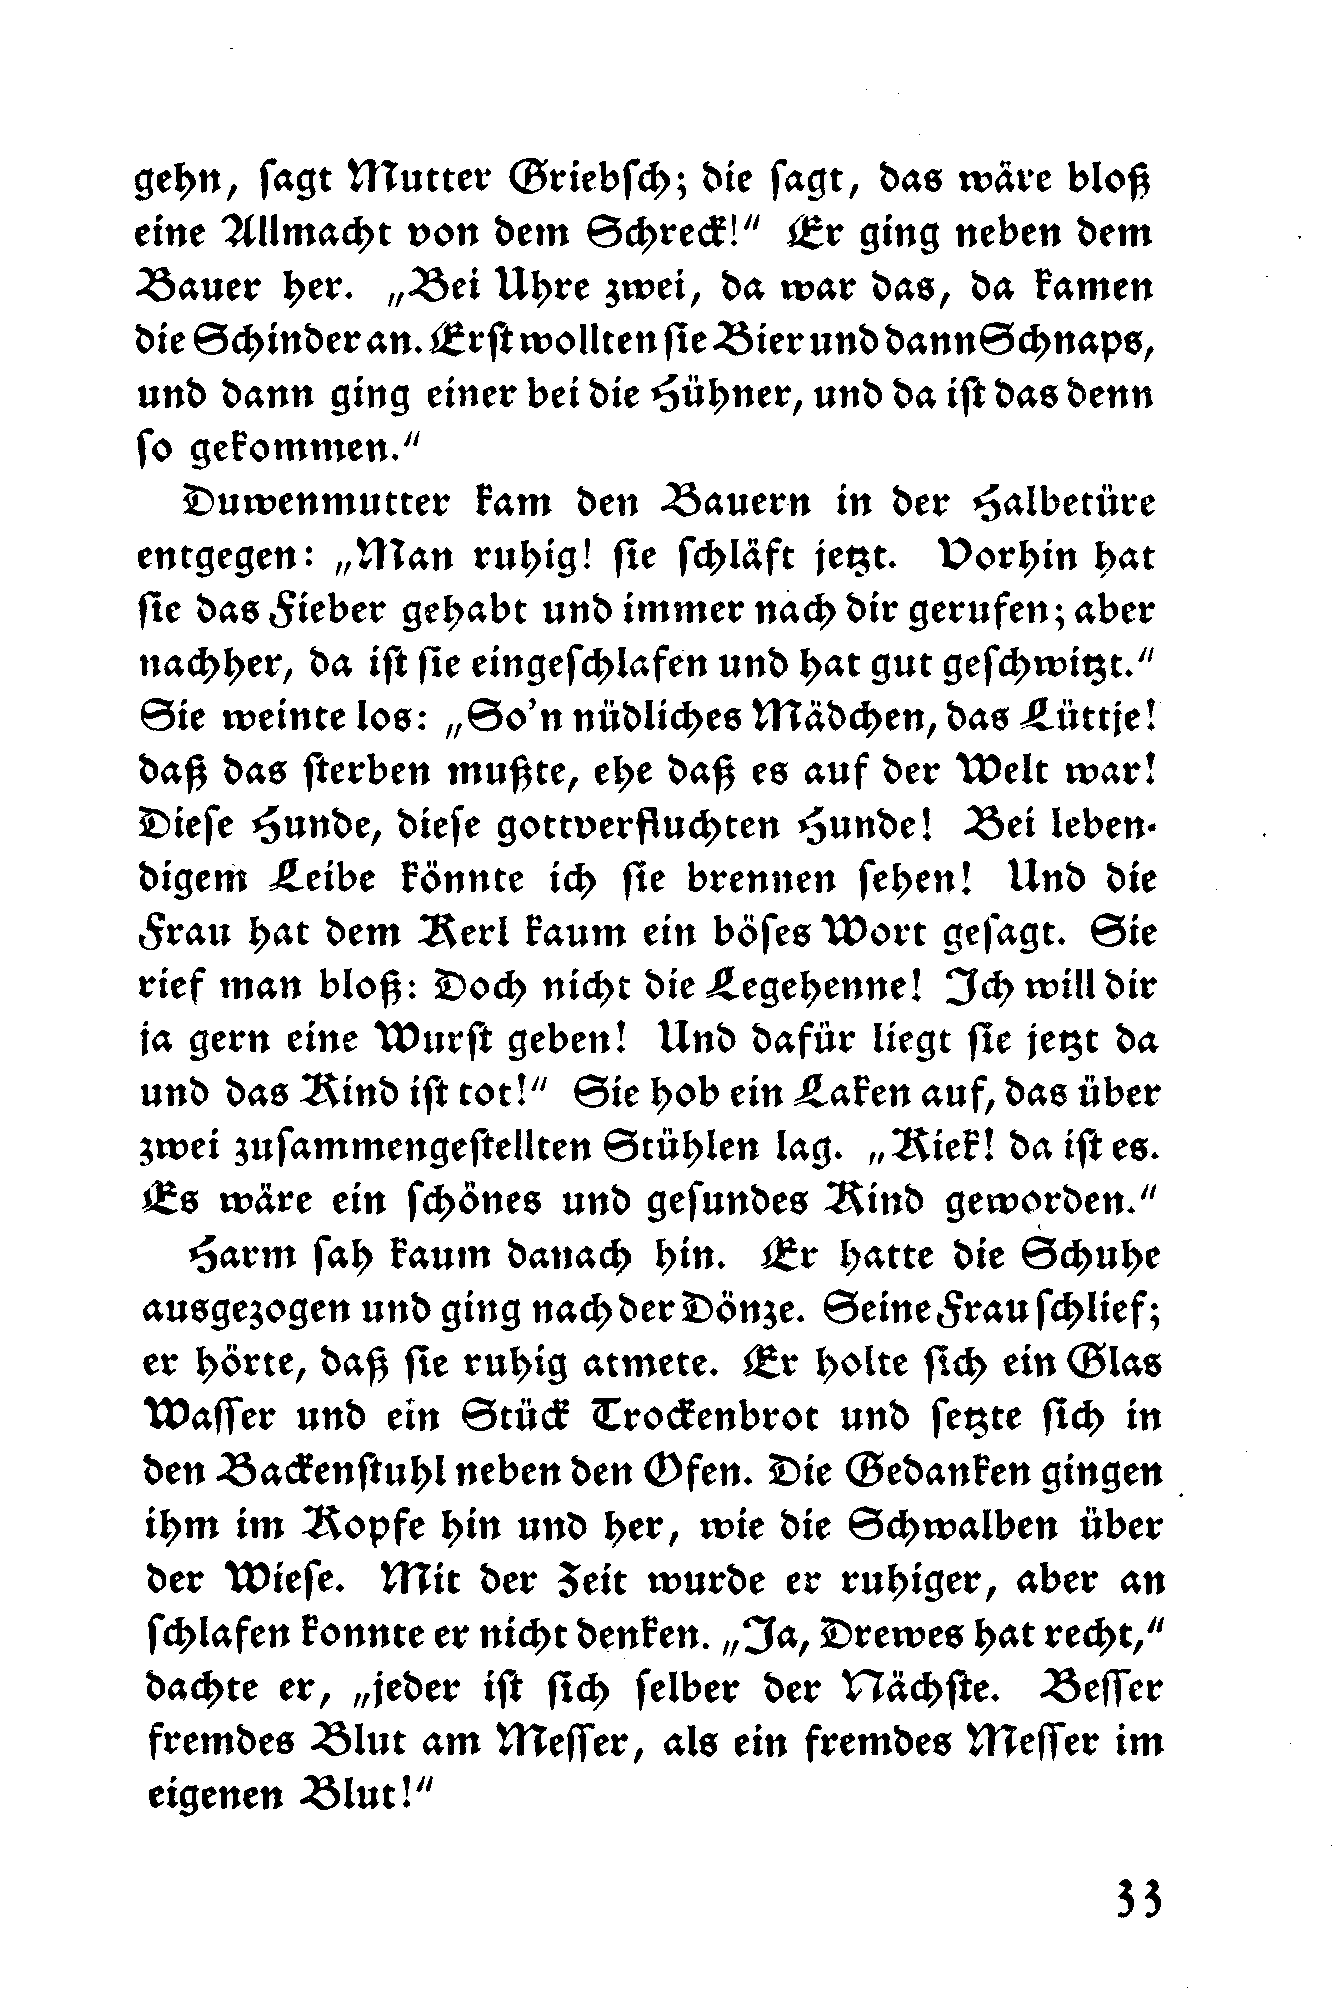 gehn, sagt Mutter Griebsch; die sagt, das wäre bloß
eine Allmacht von dem Schreck!“ Er ging neben dem
Bauer her. „Bei Uhre zwei, da war das, da kamen
die Schinder an. Erst wollten sie Bier und dann Schnaps,
und dann ging einer bei die Hühner, und da ist das denn
so gekommen.“
Duwenmutter kam den Bauern in der Halbetüre
entgegen: „Man ruhig! sie schläft jetzt. Vorhin hat
sie das Fieber gehabt und immer nach dir gerufen; aber
nachher, da ist sie eingeschlafen und hat gut geschwitzt.“
Sie weinte los: „So’n nüdliches Mädchen, das Lüttje!
daß das sterben mußte, ehe daß es auf der Welt war!
Diese Hunde, diese gottverfluchten Hunde! Bei leben-
digem Leibe könnte ich sie brennen sehen! Und die
Frau hat dem Kerl kaum ein böses Wort gesagt. Sie
rief man bloß: Doch nicht die Legehenne! Ich will dir
ja gern eine Wurst geben! Und dafür liegt sie jetzt da
und das Kind ist tot!“ Sie hob ein Laken auf, das über
zwei zusammengestellten Stühlen lag. „Kiek! da ist es.
Es wäre ein schönes und gesundes Kind geworden.“
Harm sah kaum danach hin. Er hatte die Schuhe
ausgezogen und ging nach der Dönze. Seine Frau schlief;
er hörte, daß sie ruhig atmete. Er holte sich ein Glas
Wasser und ein Stück Trockenbrot und setzte sich in
den Backenstuhl neben den Ofen. Die Gedanken gingen
ihm im Kopfe hin und her, wie die Schwalben über
der Wiese. Mit der Zeit wurde er ruhiger, aber an
schlafen konnte er nicht denken. „Ja, Drewes hat recht,“
dachte er, „jeder ist sich selber der Nächste. Besser
fremdes Blut am Messer, als ein fremdes Messer im
eigenen Blut!“
33